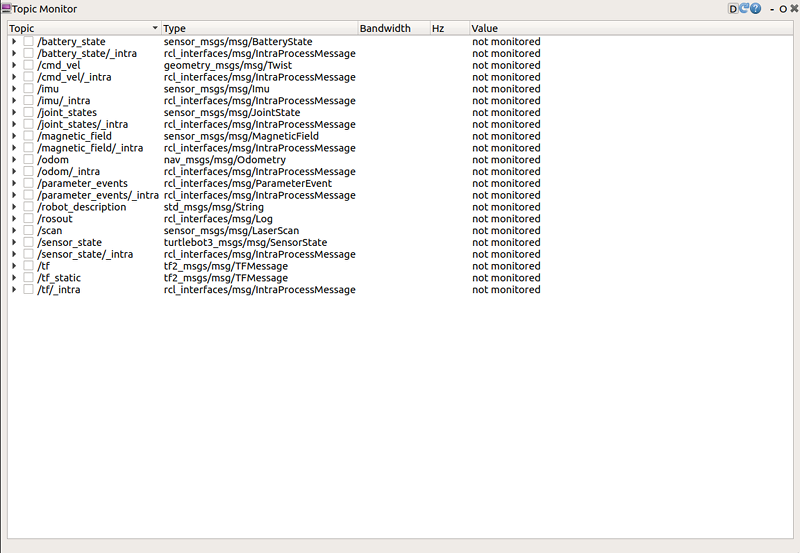 Topic Monitor D ? - O
Topic Type Bandwidth Hz Value
/battery_state sensor_msgs/msg/BatteryState not monitored
/battery_state/_intra rcl_interfaces/msg/IntraProcessMessage not monitored
/cmd_vel geometry_msgs/msg/Twist not monitored
/cmd_vel/_intra rcl_interfaces/msg/IntraProcessMessage not monitored
/imu sensor_msgs/msg/Imu not monitored
/imu/_intra rcl_interfaces/msg/IntraProcessMessage not monitored
/joint_states sensor_msgs/msg/JointState not monitored
/joint_states/_intra rcl_interfaces/msg/IntraProcessMessage not monitored
/magnetic_field sensor_msgs/msg/MagneticField not monitored
/magnetic_field/_intra rcl_interfaces/msg/IntraProcessMessage not monitored
/odom nav_msgs/msg/Odometry not monitored
/odom/_intra rcl_interfaces/msg/IntraProcessMessage not monitored
/parameter_events rcl_interfaces/msg/ParameterEvent not monitored
/parameter_events/_intra rcl_interfaces/msg/IntraProcessMessage not monitored
/robot_description std_msgs/msg/String not monitored
/rosout rcl_interfaces/msg/Log not monitored
/scan sensor_msgs/msg/LaserScan not monitored
/sensor_state turtlebot3_msgs/msg/SensorState not monitored
/sensor_state/_intra rcl_interfaces/msg/IntraProcessMessage not monitored
/tf tf2_msgs/msg/TFMessage not monitored
/tf_static tf2_msgs/msg/TFMessage not monitored
/tf/_intra rcl_interfaces/msg/IntraProcessMessage not monitored